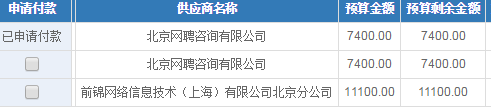 申请付款 供应商名称 预算金额 预算剩余金额
已申请付款 北京网聘咨询有限公司 7400.00 7400.00
北京网聘咨询有限公司 7400.00 7400.00
前锦网络信息技术（上海）有限公司北京分公司 11100.00 11100.00